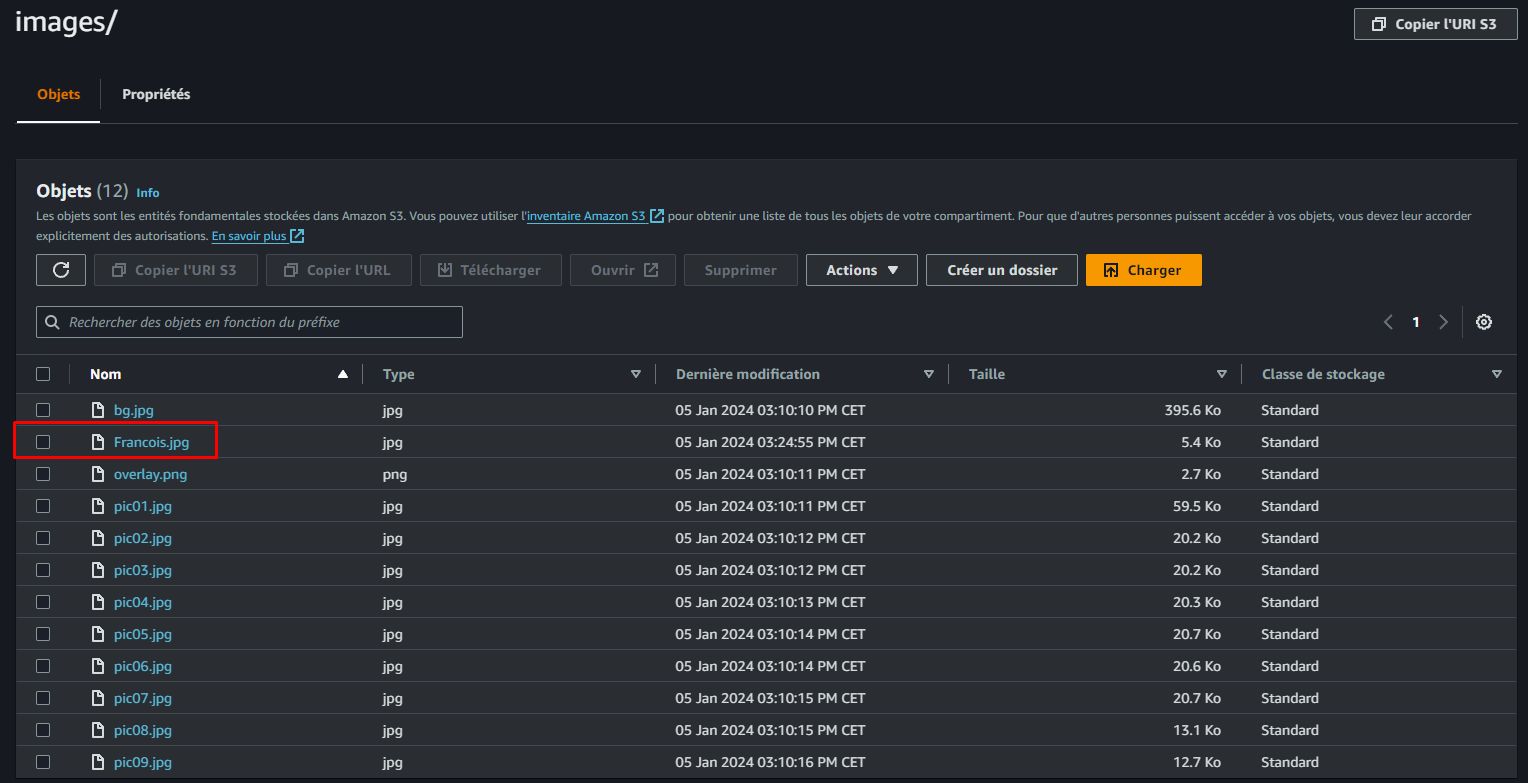 images/
Copier l'URI S3
Objets Propriétés
Objets (12) Info
Les objets sont les entités fondamentales stockées dans Amazon S3. Vous pouvez utiliser l'inventaire Amazon S3 pour obtenir une liste de tous les objets de votre compartiment. Pour que d'autres personnes puissent accéder à vos objets, vous devez leur accorder
explicitement des autorisations. En savoir plus
Copier l'URI S3 Copier l'URL Télécharger Ouvrir Supprimer Actions Créer un dossier Charger
Rechercher des objets en fonction du préfixe 1
Nom Type Dernière modification Taille Classe de stockage
bg.jpg jpg 05 Jan 2024 03:10:10 PM CET 395.6 Ko Standard
Francois.jpg jpg 05 Jan 2024 03:24:55 PM CET 5.4 Ko Standard
overlay.png png 05 Jan 2024 03:10:11 PM CET 2.7 Ko Standard
pic01.jpg jpg 05 Jan 2024 03:10:11 PM CET 59.5 Ko Standard
pic02.jpg jpg 05 Jan 2024 03:10:12 PM CET 20.2 Ko Standard
pic03.jpg jpg 05 Jan 2024 03:10:12 PM CET 20.2 Ko Standard
pic04.jpg jpg 05 Jan 2024 03:10:13 PM CET 20.3 Ko Standard
pic05.jpg jpg 05 Jan 2024 03:10:14 PM CET 20.7 Ko Standard
pic06.jpg jpg 05 Jan 2024 03:10:14 PM CET 20.6 Ko Standard
pic07.jpg jpg 05 Jan 2024 03:10:15 PM CET 20.7 Ko Standard
pic08.jpg jpg 05 Jan 2024 03:10:15 PM CET 13.1 Ko Standard
pic09.jpg jpg 05 Jan 2024 03:10:16 PM CET 12.7 Ko Standard